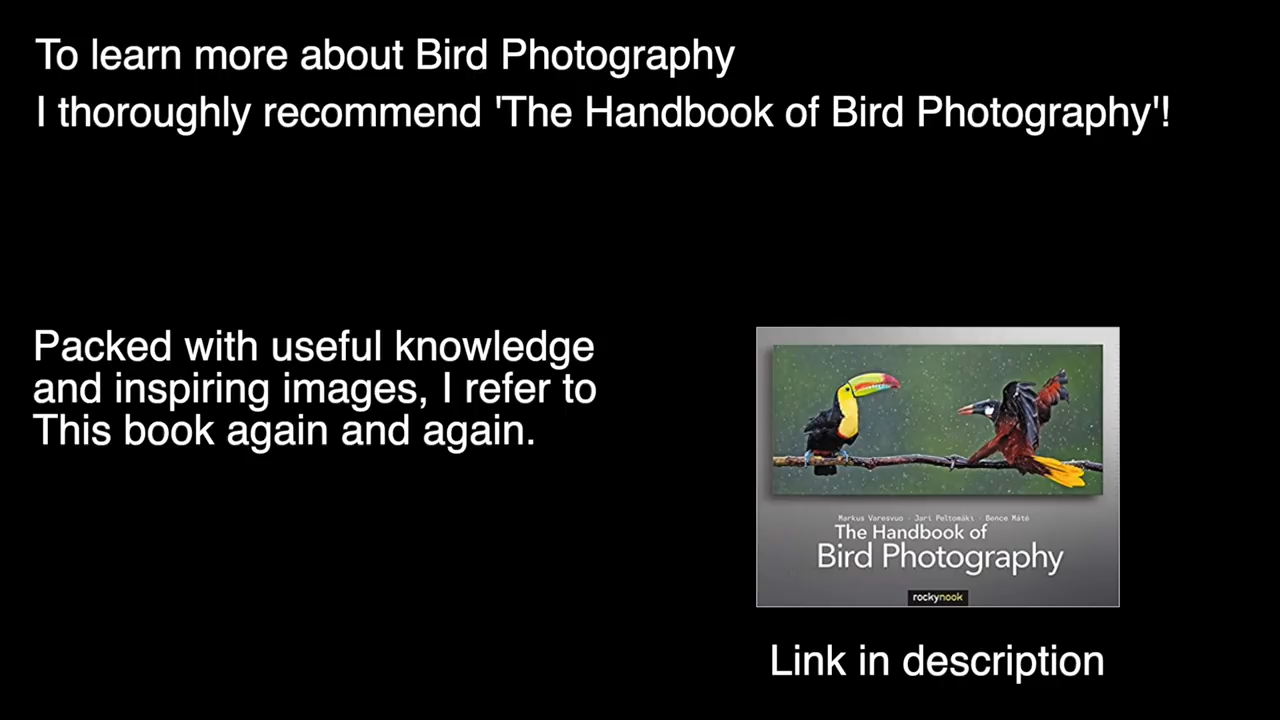 To learn more about Bird Photography
I thoroughly recommend 'The Handbook of Bird Photography'!
Packed with useful knowledge
and inspiring images, I refer to
This book again and again.
Markus Varesvuo · Jari Peltomäki · Bence Máté
The Handbook of
Bird Photography
rockynook
Link in description